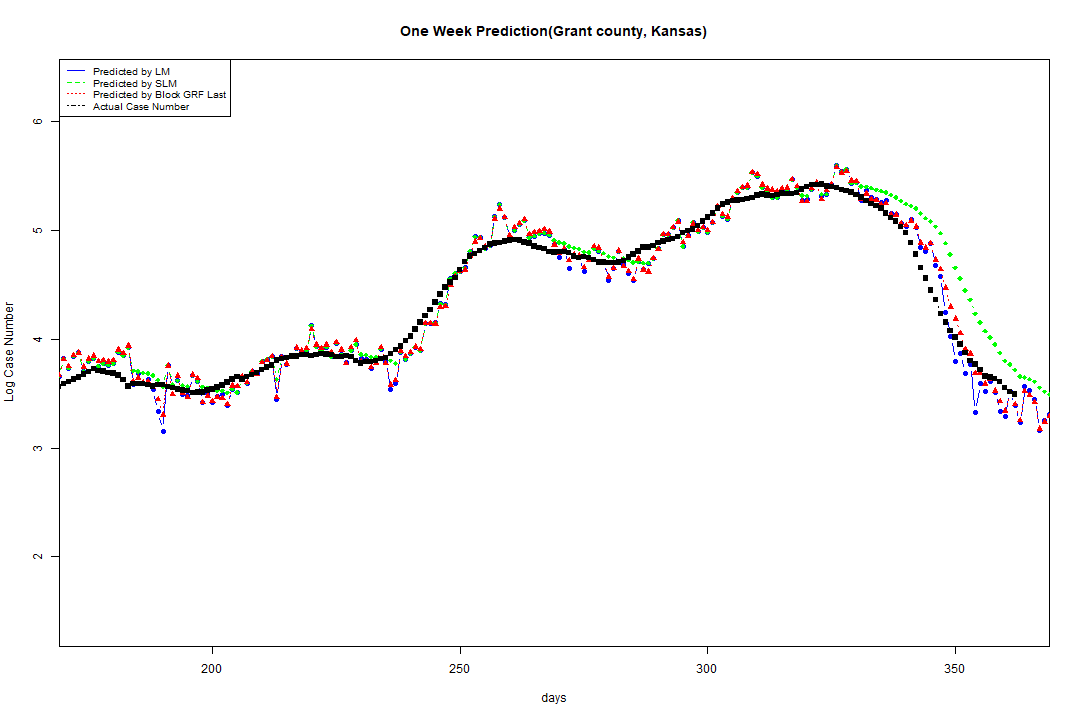 One Week Prediction(Grant county, Kansas)
Predicted by LM
Predicted by SLM
Predicted by Block GRF Last
Actual Case Number
6
5
4
3
2
Log Case Number
200
250
300
350
days